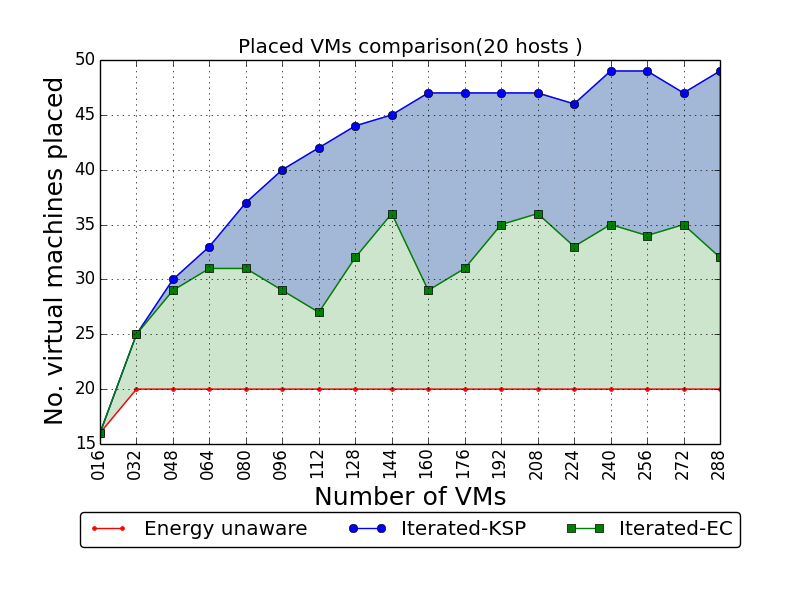 Placed VMs comparison(20 hosts )
No. virtual machines placed
50
45
40
35
30
25
20
15
016 032 048 064 080 096 112 128 144 160 176 192 208 224 240 256 272 288
Number of VMs
Energy unaware Iterated-KSP Iterated-EC